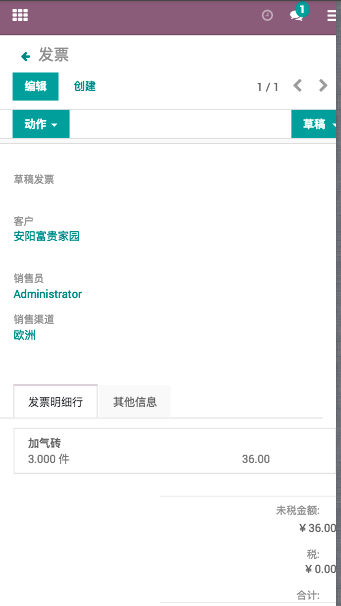 1
发票
编辑 创建 1 / 1
动作 草稿
草稿发票
客户
安阳富贵家园
销售员
Administrator
销售渠道
欧洲
发票明细行 其他信息
加气砖
3.000 件 36.00
未税金额:
¥ 36.00
税:
¥ 0.00
合计: